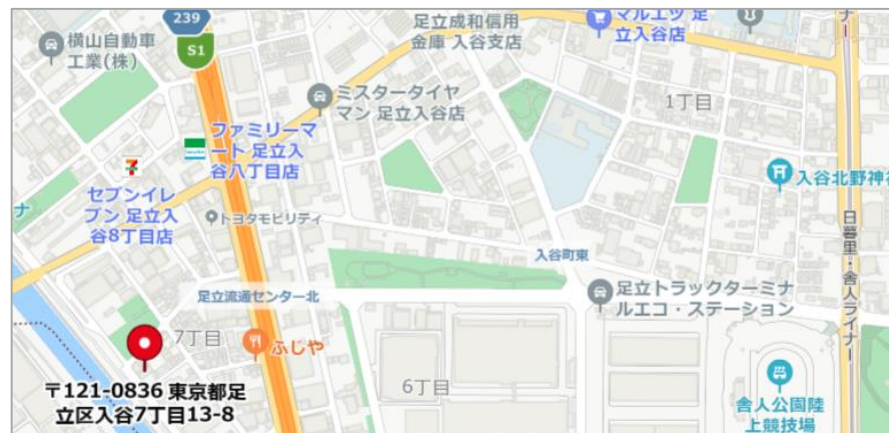 239
S1
横山自動車
工業(株)
足立成和信用
金庫 入谷支店
マルエツ 足
立入谷店
ミスタータイヤ
マン 足立入谷店
1丁目
ファミリーマ
ート 足立入
谷八丁目店
セブンイレ
ブン 足立入
谷8丁目店
ナ
トヨタモビリティ
入谷北野神社
入谷町東
日暮里・舎人ライナー
足立流通センター北
足立トラックターミナ
ルエコ・ステーション
7丁目
ふじや
6丁目
舎人公園陸
上競技場
〒121-0836 東京都足
立区入谷7丁目13-8